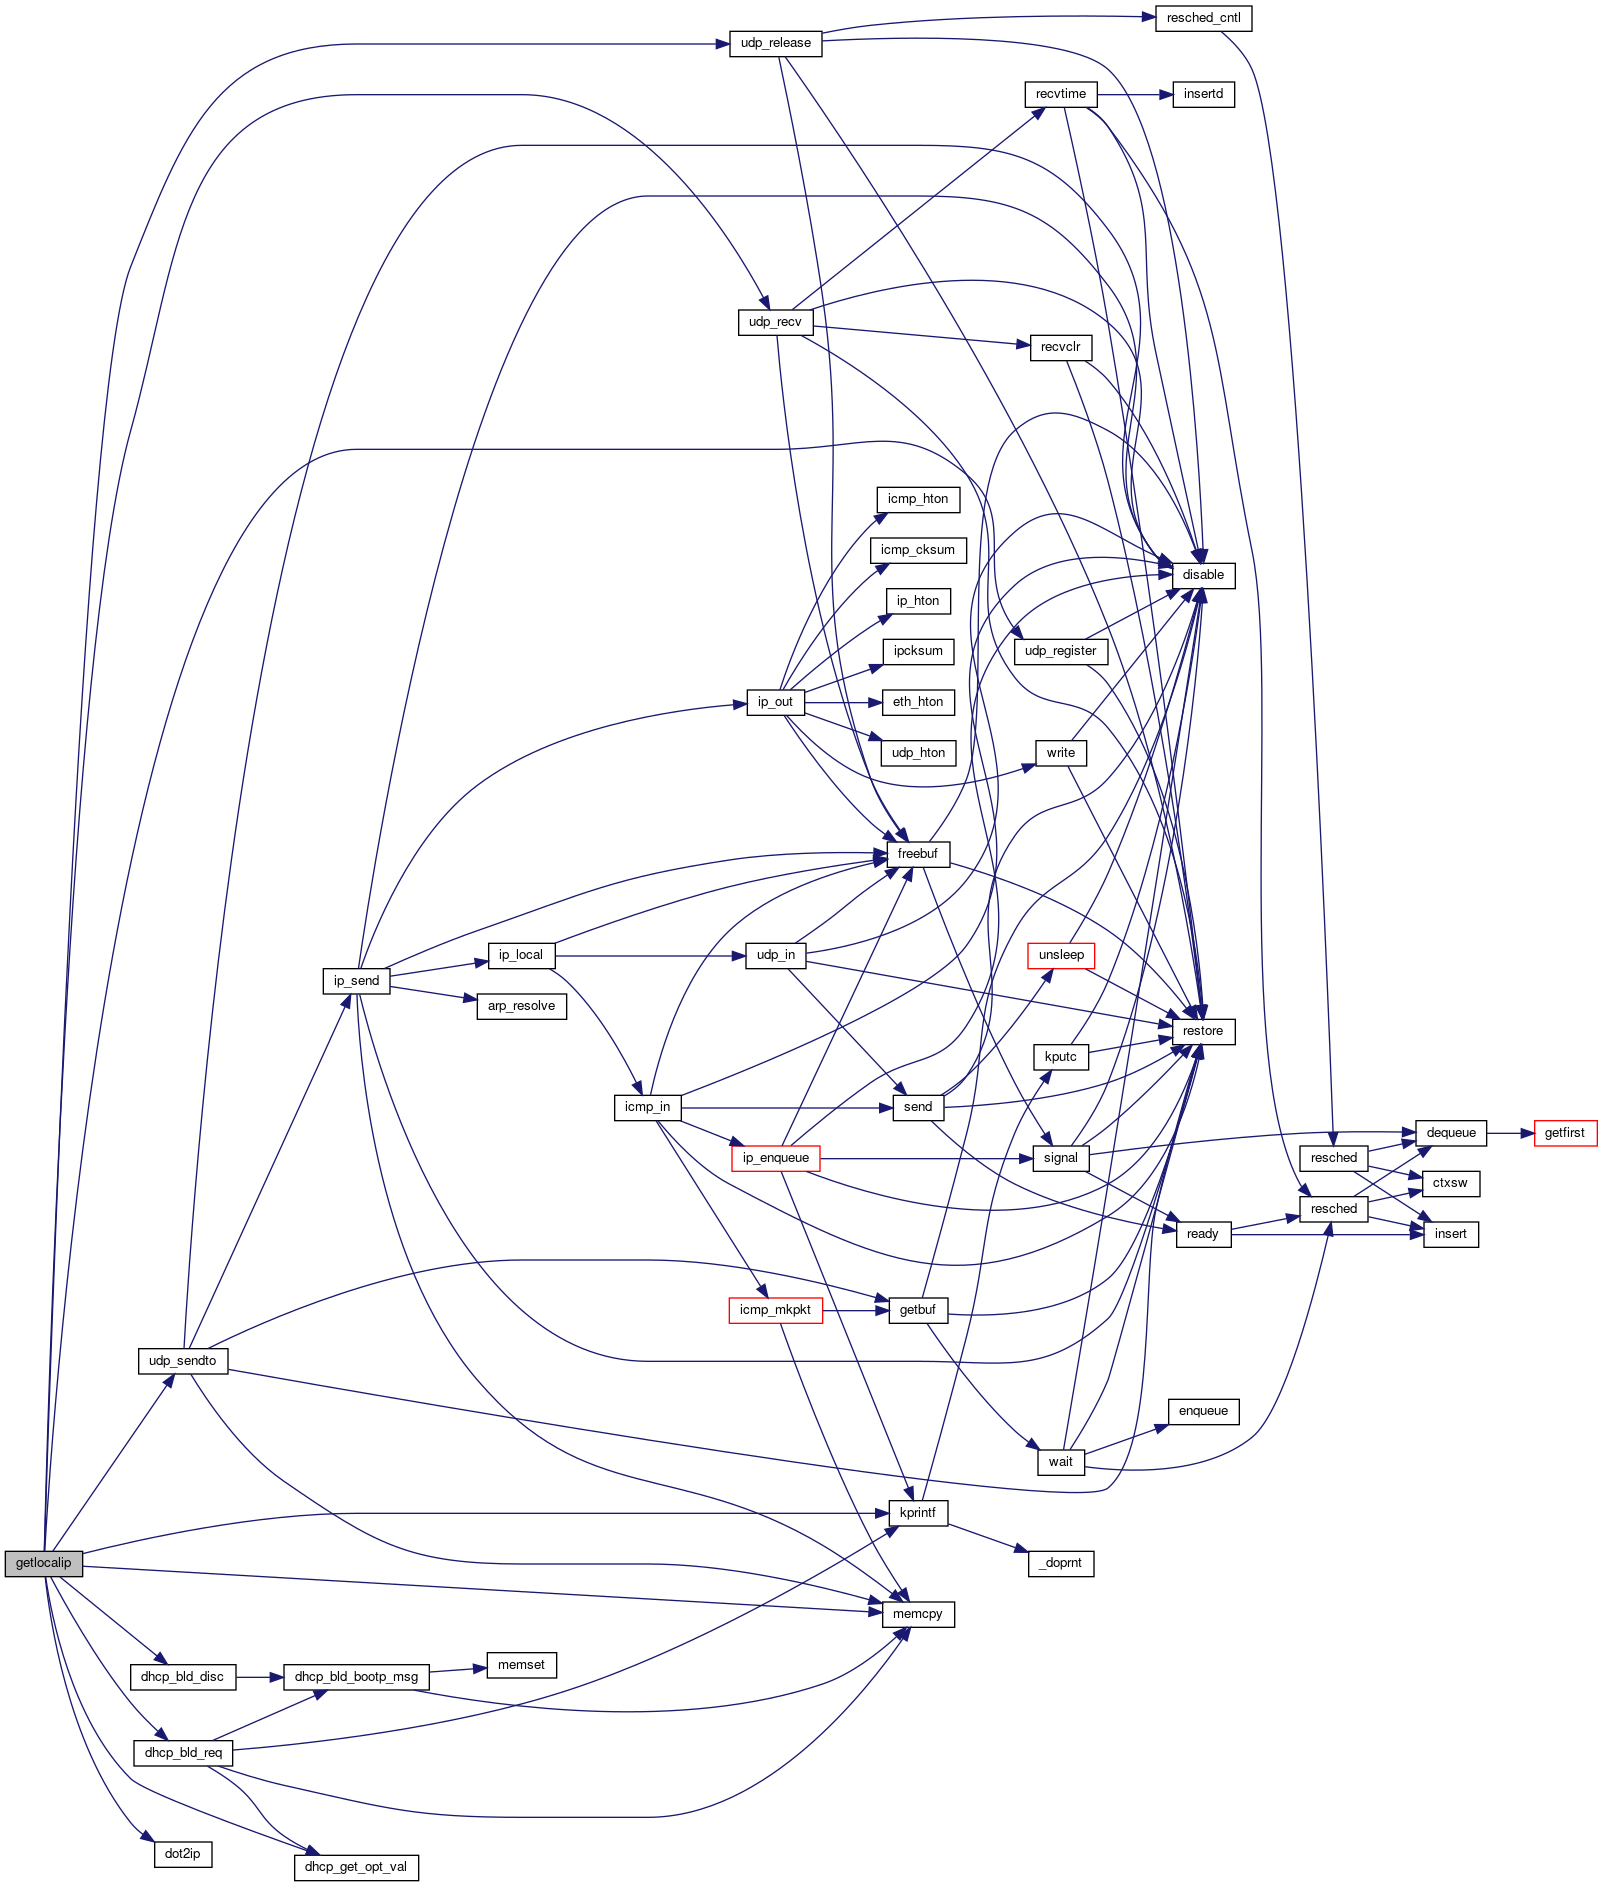 resched_cntl
udp_release
recvtime
insertd
udp_recv
recvclr
icmp_hton
icmp_cksum
disable
ip_hton
ipcksum
udp_register
eth_hton
ip_out
udp_hton
write
freebuf
ip_local
udp_in
unsleep
ip_send
arp_resolve
restore
kputc
icmp_in
send
dequeue
getfirst
ip_enqueue
signal
resched
ctxsw
resched
ready
insert
icmp_mkpkt
getbuf
udp_sendto
enqueue
wait
kprintf
getlocalip
_doprnt
memcpy
memset
dhcp_bld_disc
dhcp_bld_bootp_msg
dhcp_bld_req
dot2ip
dhcp_get_opt_val